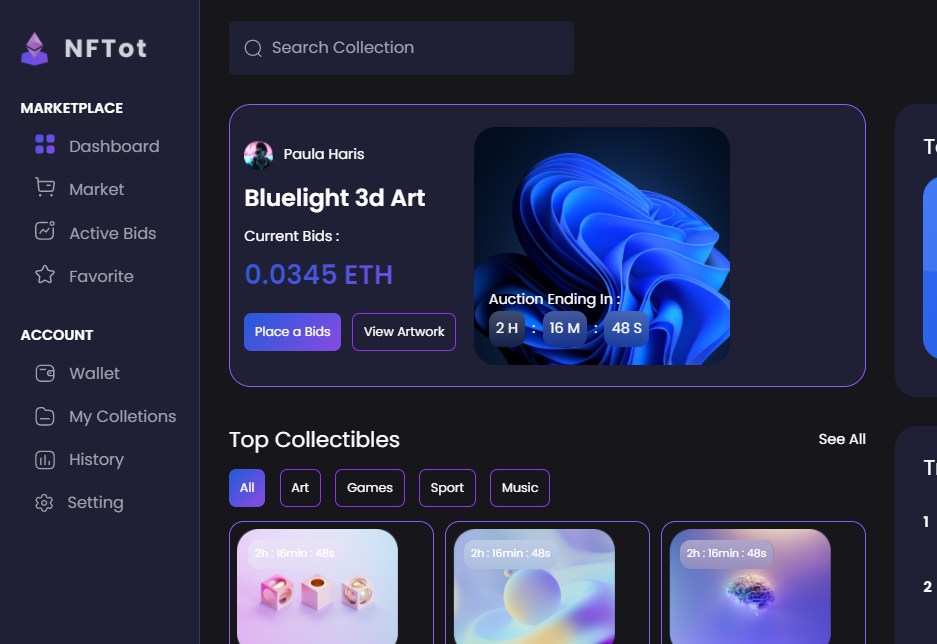 NFTot
MARKETPLACE
Dashboard
Market
Active Bids
Favorite
ACCOUNT
Wallet
My Colletions
History
Setting
Search Collection
Paula Haris
Bluelight 3d Art
Current Bids :
0.0345 ETH
Place a Bids
View Artwork
Auction Ending In :
2 H : 16 M : 48 S
Top Collectibles
See All
All
Art
Games
Sport
Music
2h : 16min : 48s
2h : 16min : 48s
2h : 16min : 48s
1
2